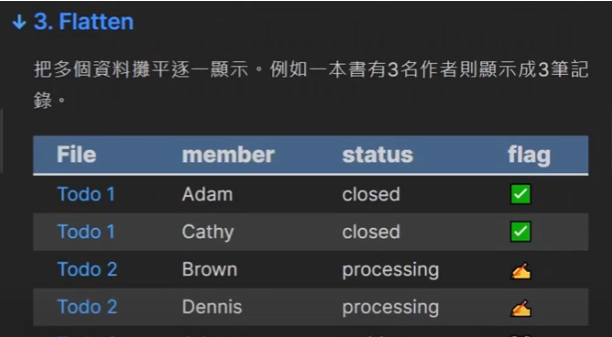 ↓ 3. Flatten
把多個資料攤平逐一顯示。例如一本書有3名作者則顯示成3筆記
錄。
File member status flag
Todo 1 Adam closed ✅
Todo 1 Cathy closed ✅
Todo 2 Brown processing ✍
Todo 2 Dennis processing ✍